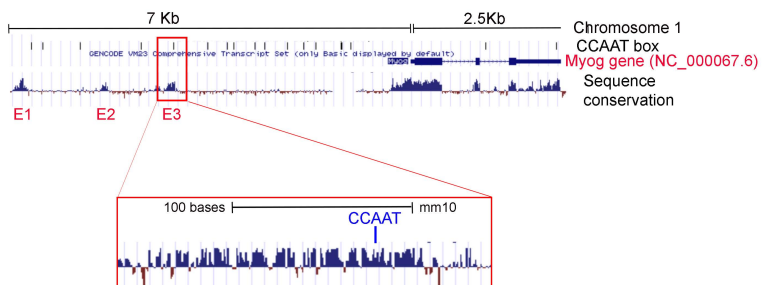 7 Kb
2.5Kb
Chromosome 1
CCAAT box
GENCODE VM23 Comprehensive Transcript Set (only Basic displayed by default)
Myog
Myog gene (NC_000067.6)
Sequence
conservation
E1
E2
E3
100 bases
mm10
CCAAT